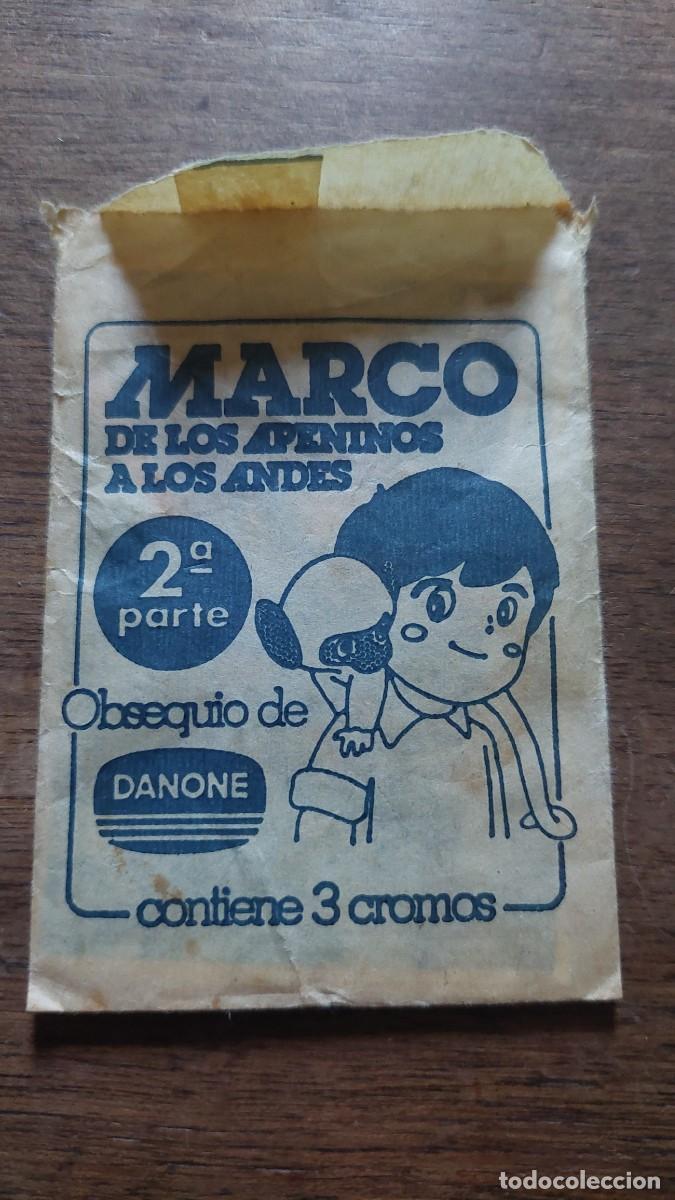 MARCO
DE LOS APENINOS
A LOS ANDES
2ª
parte
Obsequio de
DANONE
contiene 3 cromos
todocoleccion